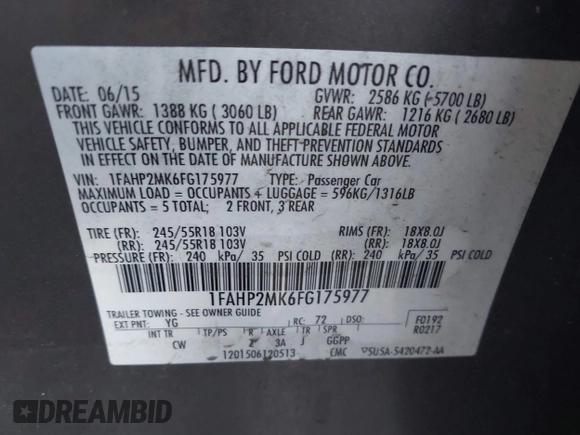 MFD. BY FORD MOTOR CO.
DATE: 06/15 GVWR: 2586 KG ( 5700 LB)
FRONT GAWR: 1388 KG ( 3060 LB) REAR GAWR: 1216 KG ( 2680 LB)
THIS VEHICLE CONFORMS TO ALL APPLICABLE FEDERAL MOTOR
VEHICLE SAFETY, BUMPER, AND THEFT PREVENTION STANDARDS
IN EFFECT ON THE DATE OF MANUFACTURE SHOWN ABOVE.
VIN: 1FAHP2MK6FG175977 TYPE: Passenger Car
MAXIMUM LOAD = OCCUPANTS + LUGGAGE = 596KG/1316LB
OCCUPANTS = 5 TOTAL; 2 FRONT, 3 REAR
TIRE (FR): 245/55R18 103V RIMS (FR): 18X8.0J
(RR): 245/55R18 103V (RR): 18X8.0J
PRESSURE (FR): 240 kPa/ 35 PSI COLD (RR): 240 kPa/ 35 PSI COLD
1FAHP2MK6FG175977
TRAILER TOWING - SEE OWNER GUIDE
EXT PNT: YG RC: 72 DSO: F0192
INT TR TP/PS R AXLE TR SPR R0217
CW 2 3A J GGPP
1201506120513 CMC 5U5A-5420472-AA
DREAMBID